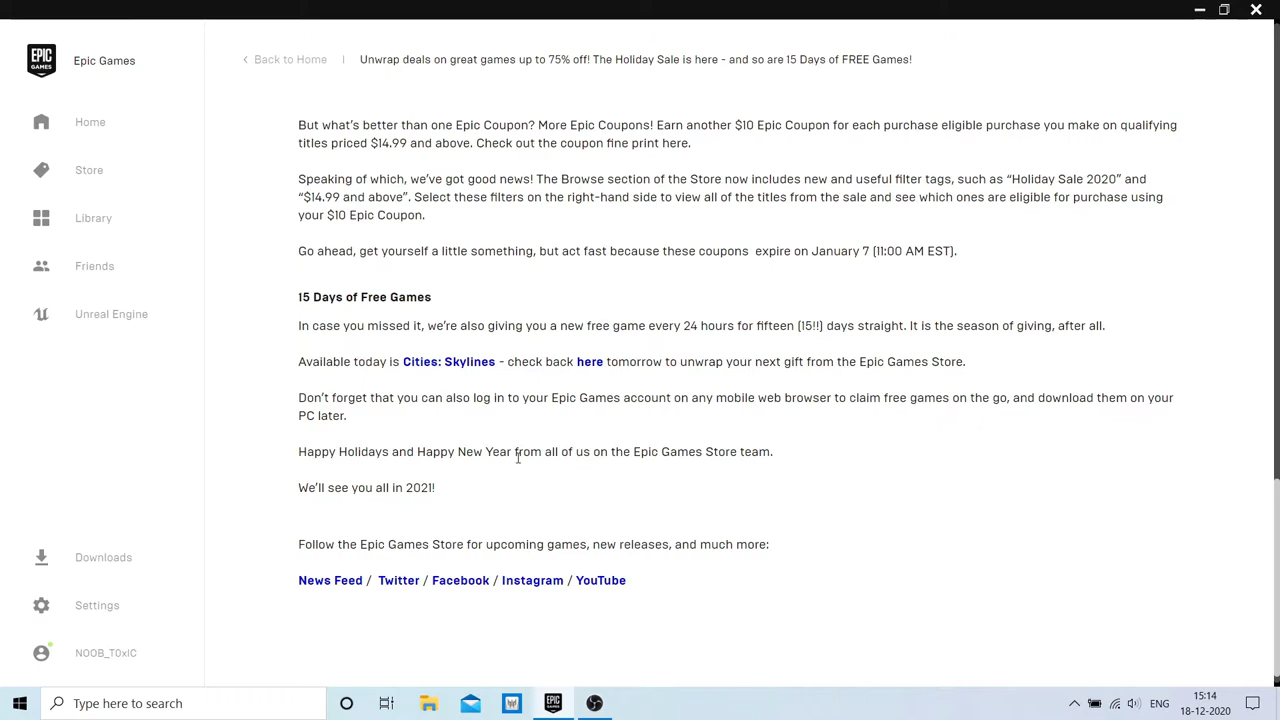 EPIC GAMES
Epic Games
Back to Home
Unwrap deals on great games up to 75% off! The Holiday Sale is here - and so are 15 Days of FREE Games!
Home
Store
Library
Friends
Unreal Engine
But what's better than one Epic Coupon? More Epic Coupons! Earn another $10 Epic Coupon for each purchase eligible purchase you make on qualifying
titles priced $14.99 and above. Check out the coupon fine print here.
Speaking of which, we've got good news! The Browse section of the Store now includes new and useful filter tags, such as “Holiday Sale 2020” and
“$14.99 and above”. Select these filters on the right-hand side to view all of the titles from the sale and see which ones are eligible for purchase using
your $10 Epic Coupon.
Go ahead, get yourself a little something, but act fast because these coupons expire on January 7 (11:00 AM EST).
15 Days of Free Games
In case you missed it, we're also giving you a new free game every 24 hours for fifteen (15!!) days straight. It is the season of giving, after all.
Available today is Cities: Skylines - check back here tomorrow to unwrap your next gift from the Epic Games Store.
Don't forget that you can also log in to your Epic Games account on any mobile web browser to claim free games on the go, and download them on your
PC later.
Happy Holidays and Happy New Year from all of us on the Epic Games Store team.
We'll see you all in 2021!
Follow the Epic Games Store for upcoming games, new releases, and much more:
News Feed / Twitter / Facebook / Instagram / YouTube
Downloads
Settings
NOOB_T0xIC
Type here to search
EPIC GAMES
ENG
15:14
18-12-2020